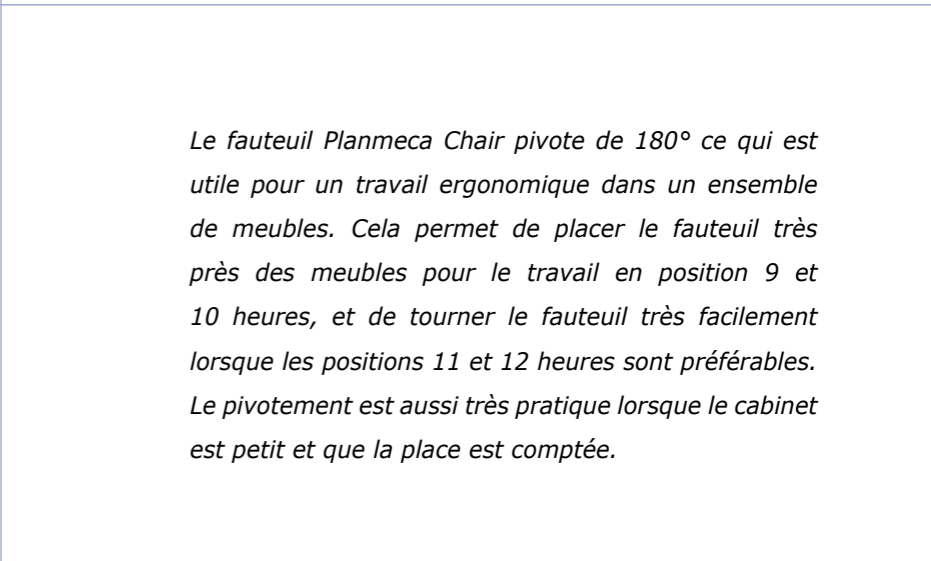 Le fauteuil Planmeca Chair pivote de 180° ce qui est
utile pour un travail ergonomique dans un ensemble
de meubles. Cela permet de placer le fauteuil très
près des meubles pour le travail en position 9 et
10 heures, et de tourner le fauteuil très facilement
lorsque les positions 11 et 12 heures sont préférables.
Le pivotement est aussi très pratique lorsque le cabinet
est petit et que la place est comptée.